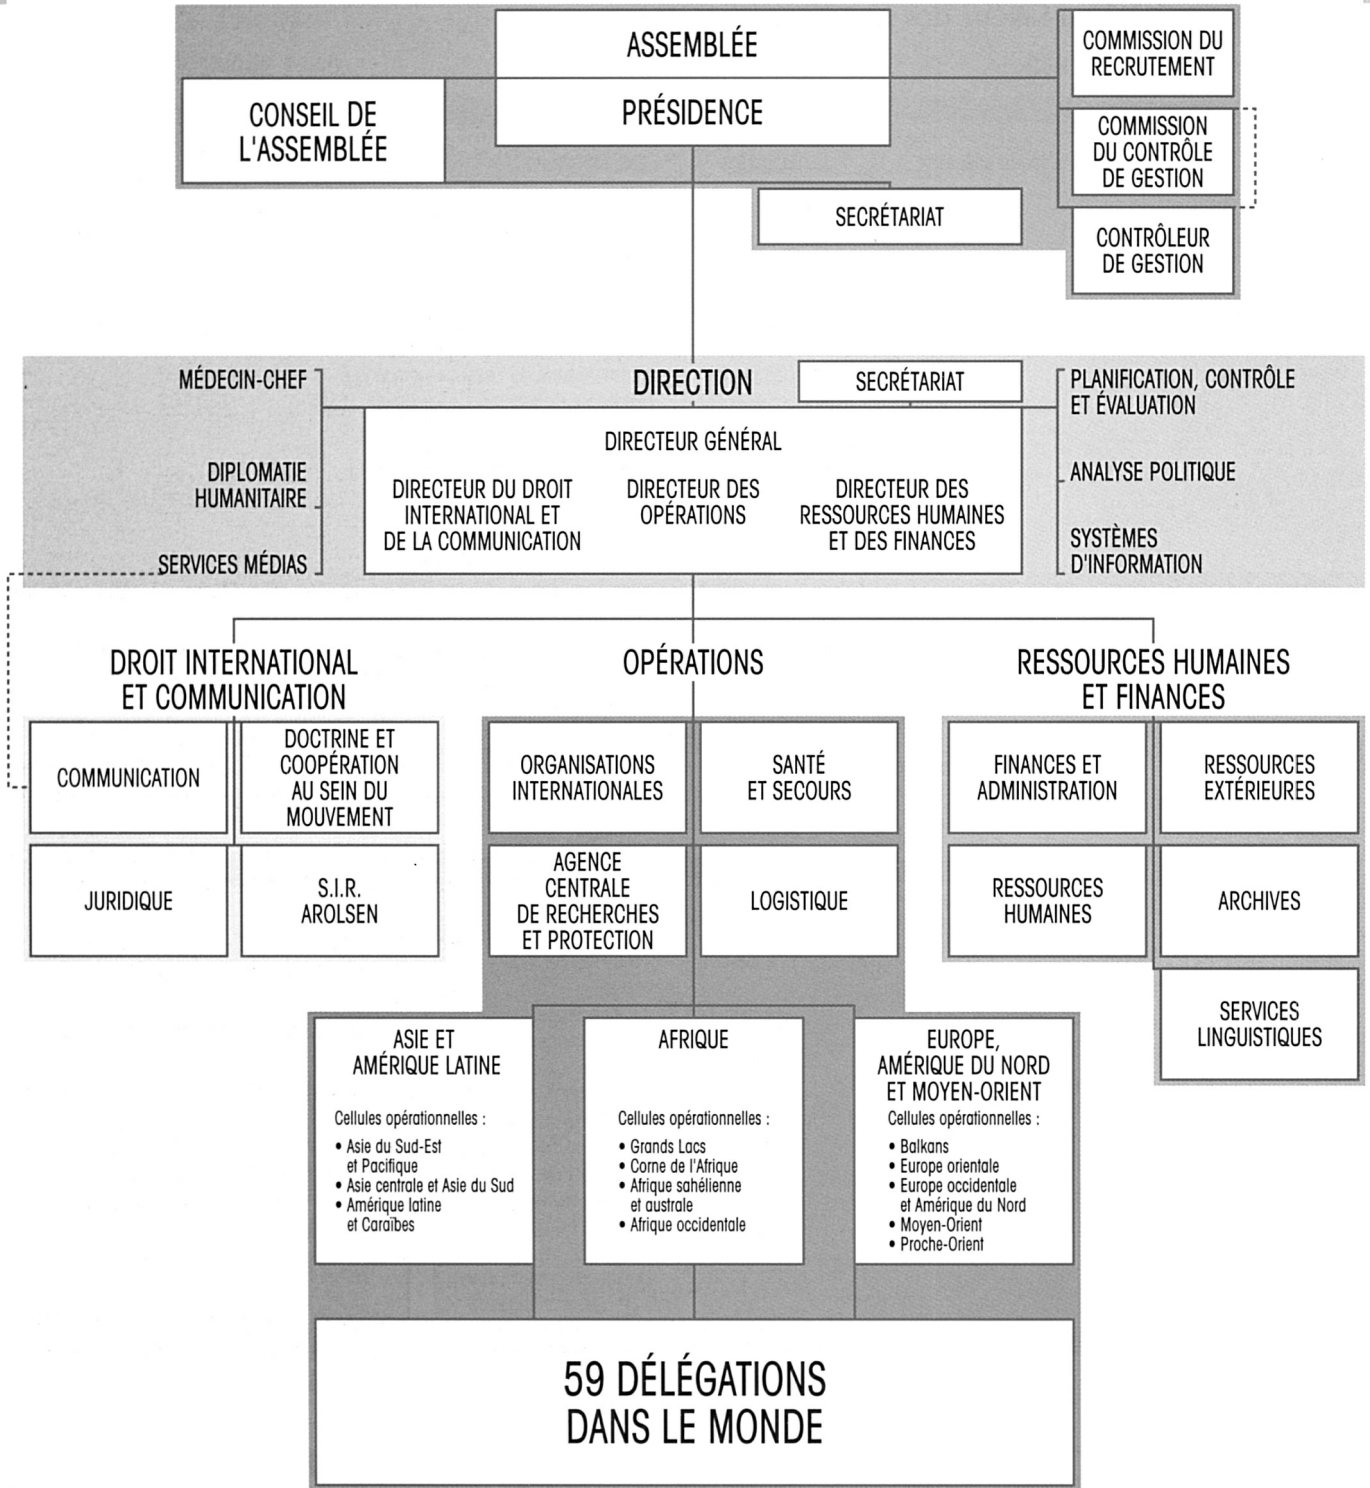 ASSEMBLÉE
PRÉSIDENCE
CONSEIL DE
L'ASSEMBLÉE
COMMISSION DU
RECRUTEMENT
COMMISSION
DU CONTRÔLE
DE GESTION
SECRÉTARIAT
CONTRÔLEUR
DE GESTION
MÉDECIN-CHEF
DIPLOMATIE
HUMANITAIRE
SERVICES MÉDIAS
DIRECTION
SECRÉTARIAT
DIRECTEUR GÉNÉRAL
DIRECTEUR DU DROIT
INTERNATIONAL ET
DE LA COMMUNICATION
DIRECTEUR DES
OPÉRATIONS
DIRECTEUR DES
RESSOURCES HUMAINES
ET DES FINANCES
PLANIFICATION, CONTRÔLE
ET ÉVALUATION
ANALYSE POLITIQUE
SYSTÈMES
D'INFORMATION
DROIT INTERNATIONAL
ET COMMUNICATION
COMMUNICATION
DOCTRINE ET
COOPÉRATION
AU SEIN DU
MOUVEMENT
JURIDIQUE
S.I.R.
AROLSEN
OPÉRATIONS
ORGANISATIONS
INTERNATIONALES
SANTÉ
ET SECOURS
AGENCE
CENTRALE
DE RECHERCHES
ET PROTECTION
LOGISTIQUE
RESSOURCES HUMAINES
ET FINANCES
FINANCES ET
ADMINISTRATION
RESSOURCES
EXTÉRIEURES
RESSOURCES
HUMAINES
ARCHIVES
SERVICES
LINGUISTIQUES
ASIE ET
AMÉRIQUE LATINE
Cellules opérationnelles :
• Asie du Sud-Est
et Pacifique
• Asie centrale et Asie du Sud
• Amérique latine
et Caraïbes
AFRIQUE
Cellules opérationnelles :
• Grands Lacs
• Corne de l'Afrique
• Afrique sahélienne
et australe
• Afrique occidentale
EUROPE,
AMÉRIQUE DU NORD
ET MOYEN-ORIENT
Cellules opérationnelles :
• Balkans
• Europe orientale
• Europe occidentale
et Amérique du Nord
• Moyen-Orient
• Proche-Orient
59 DÉLÉGATIONS
DANS LE MONDE